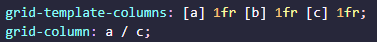 grid-template-columns: [a] 1fr [b] 1fr [c] 1fr;
grid-column: a / c;